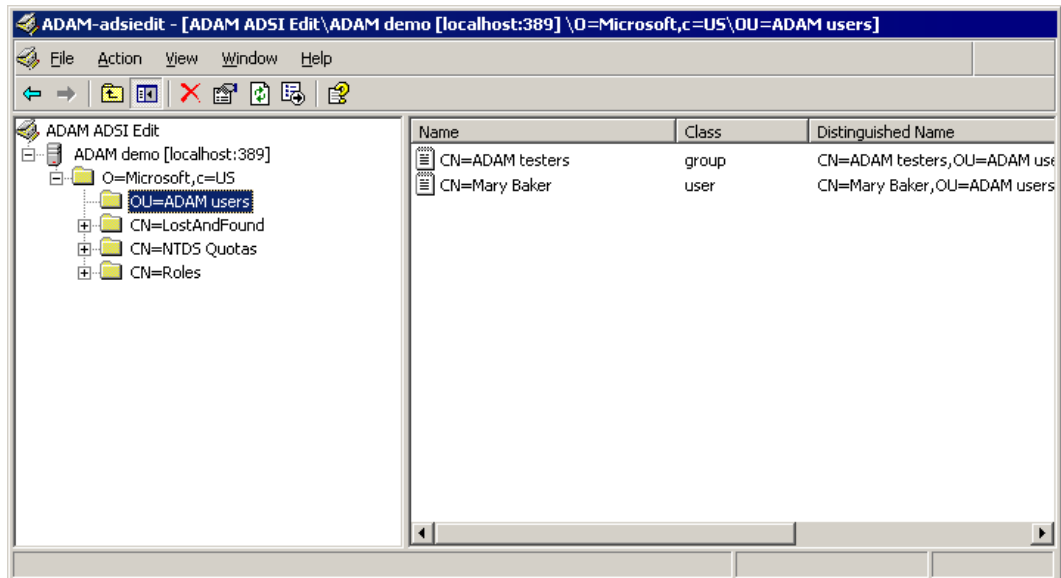 ADAM-adsiedit - [ADAM ADSI Edit\ADAM demo [localhost:389] \O=Microsoft,c=US\OU=ADAM users]
File Action View Window Help
ADAM ADSI Edit
ADAM demo [localhost:389]
O=Microsoft,c=US
OU=ADAM users
CN=LostAndFound
CN=NTDS Quotas
CN=Roles
Name Class Distinguished Name
CN=ADAM testers group CN=ADAM testers,OU=ADAM use
CN=Mary Baker user CN=Mary Baker,OU=ADAM users